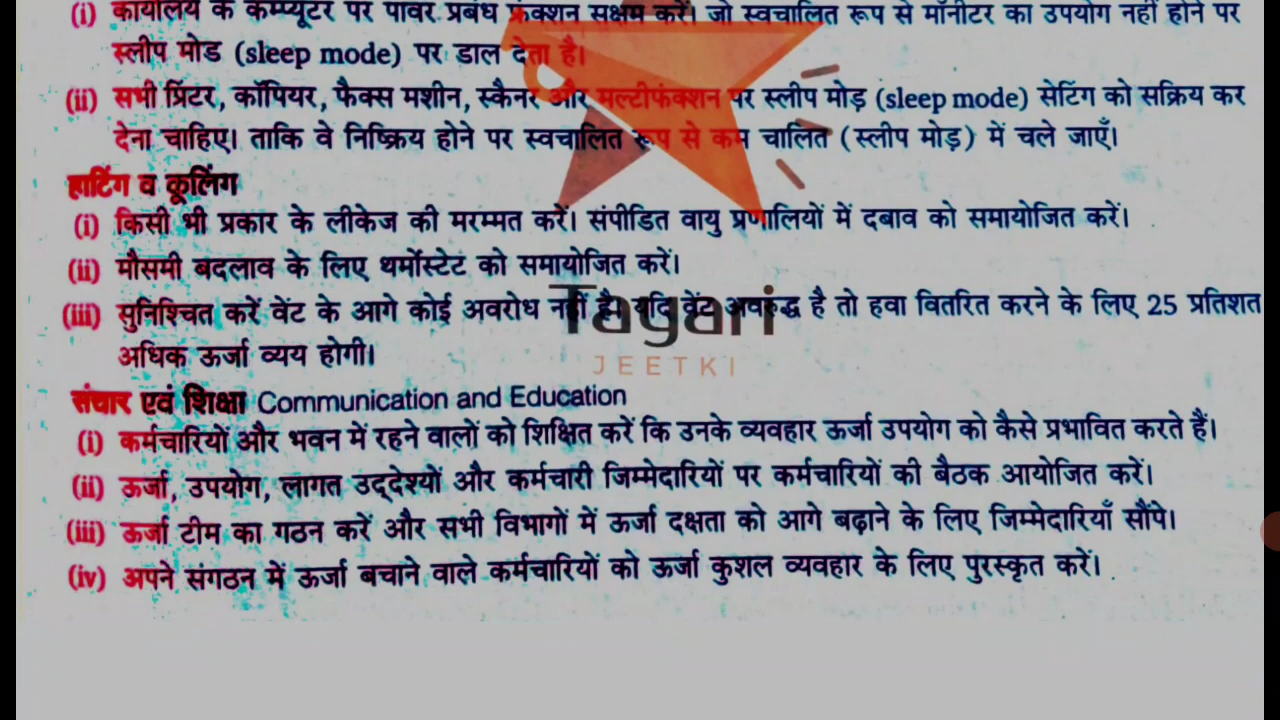 (i) कार्यालय के कम्प्यूटर पर पावर प्रबंध फंक्शन सक्षम करें। जो स्वचालित रूप से मॉनीटर का उपयोग नहीं होने पर
स्लीप मोड (sleep mode) पर डाल देता है।
(ii) सभी प्रिंटर, कॉपियर, फैक्स मशीन, स्कैनर और मल्टीफंक्शन पर स्लीप मोड़ (sleep mode) सेटिंग को सक्रिय कर
देना चाहिए। ताकि वे निष्क्रिय होने पर स्वचालित रूप से कम चालित (स्लीप मोड़) में चले जाएँ।
हाटिंग व कूलिंग
(i) किसी भी प्रकार के लीकेज की मरम्मत करें। संपीडित वायु प्रणालियों में दबाव को समायोजित करें।
(ii) मौसमी बदलाव के लिए थर्मोस्टेट को समायोजित करें।
(iii) सुनिश्चित करें वेंट के आगे कोई अवरोध नहीं है। यदि वेंट अवरुद्ध है तो हवा वितरित करने के लिए 25 प्रतिशत
Tagari
अधिक ऊर्जा व्यय होगी।
JEETKI
संचार एवं शिक्षा Communication and Education
(i) कर्मचारियों और भवन में रहने वालों को शिक्षित करें कि उनके व्यवहार ऊर्जा उपयोग को कैसे प्रभावित करते हैं।
(ii) ऊर्जा, उपयोग, लागत उद्देश्यों और कर्मचारी जिम्मेदारियों पर कर्मचारियों की बैठक आयोजित करें।
(iii) ऊर्जा टीम का गठन करें और सभी विभागों में ऊर्जा दक्षता को आगे बढ़ाने के लिए जिम्मेदारियाँ सौंपे।
(iv) अपने संगठन में ऊर्जा बचाने वाले कर्मचारियों को ऊर्जा कुशल व्यवहार के लिए पुरस्कृत करें।